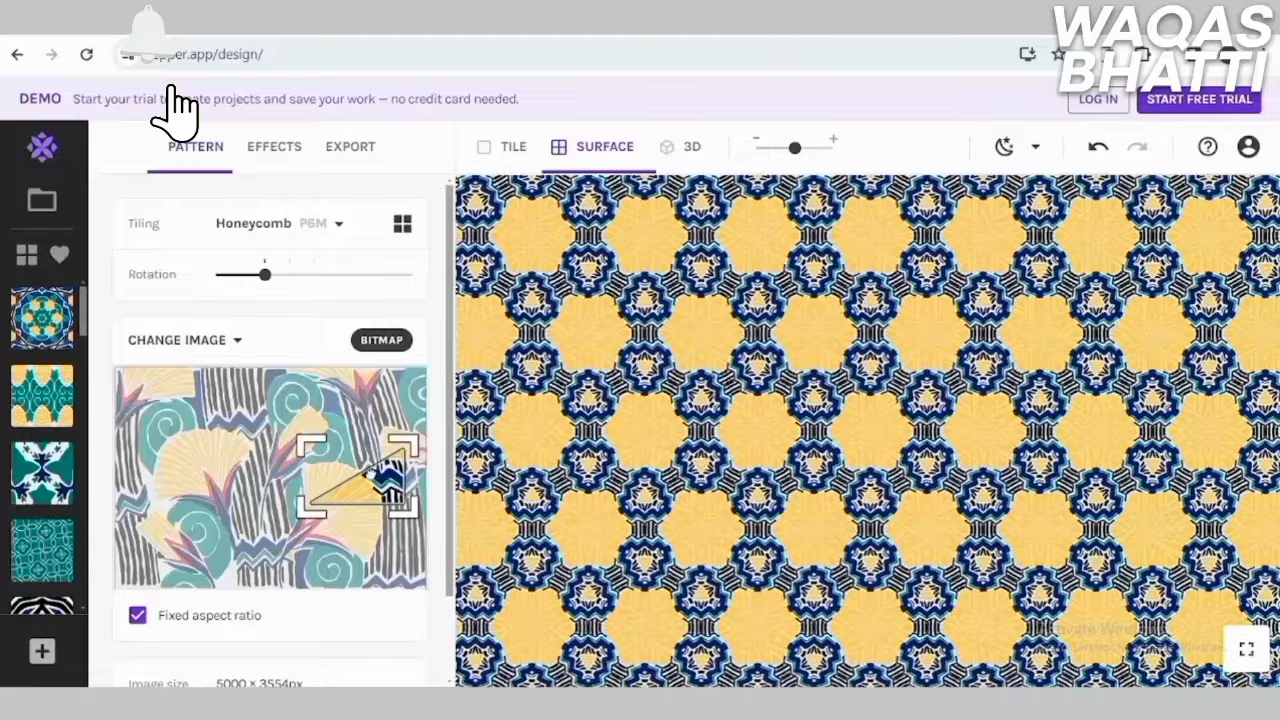 WAQAS
BHATTI
pper.app/design/
DEMO Start your trial to create projects and save your work — no credit card needed.
LOG IN START FREE TRIAL
PATTERN EFFECTS EXPORT
TILE SURFACE 3D
Tiling Honeycomb P6M
Rotation
CHANGE IMAGE BITMAP
Fixed aspect ratio
Image size 5000 × 3554px